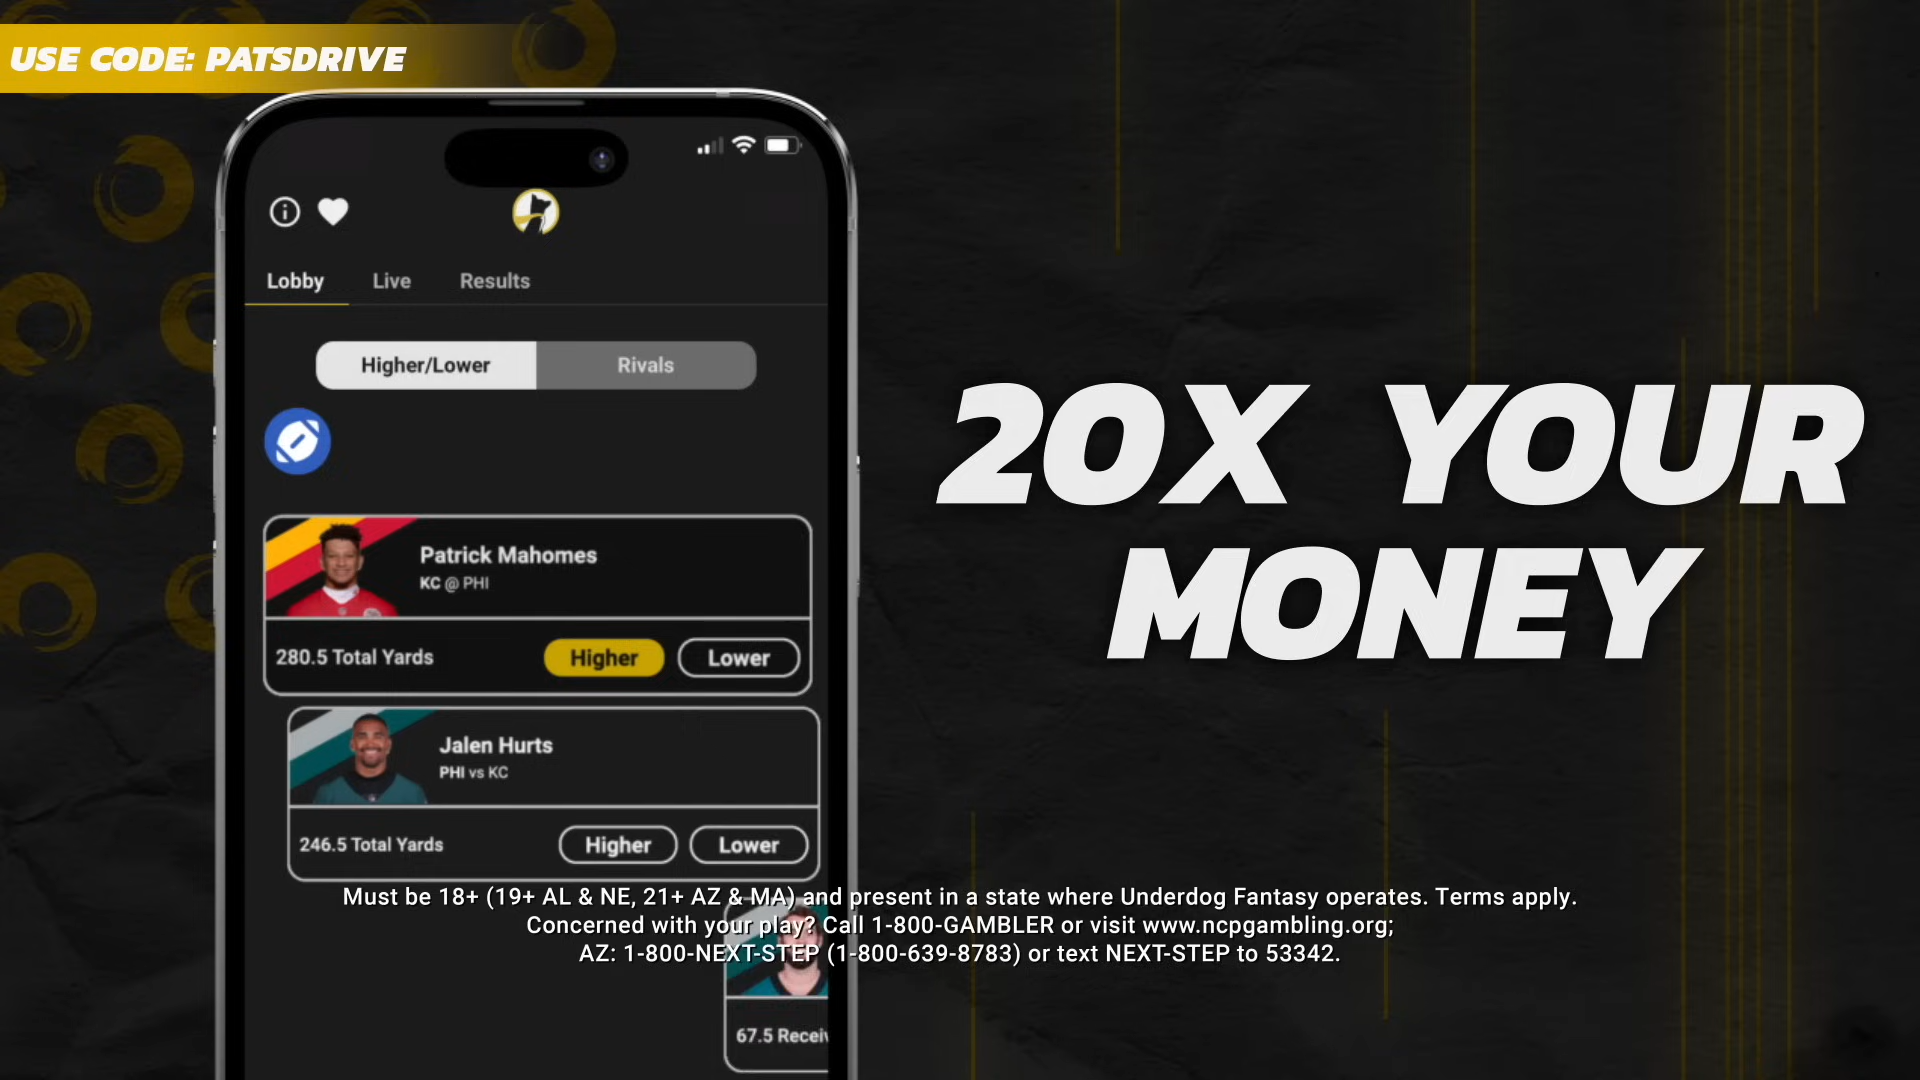 USE CODE: PATSDRIVE
Lobby Live Results
Higher/Lower Rivals
20X YOUR
MONEY
Patrick Mahomes
KC @ PHI
280.5 Total Yards Higher Lower
Jalen Hurts
PHI vs KC
246.5 Total Yards Higher Lower
Must be 18+ (19+ AL & NE, 21+ AZ & MA) and present in a state where Underdog Fantasy operates. Terms apply.
Concerned with your play? Call 1-800-GAMBLER or visit www.ncpgambling.org;
AZ: 1-800-NEXT-STEP (1-800-639-8783) or text NEXT-STEP to 53342.
67.5 Receiv